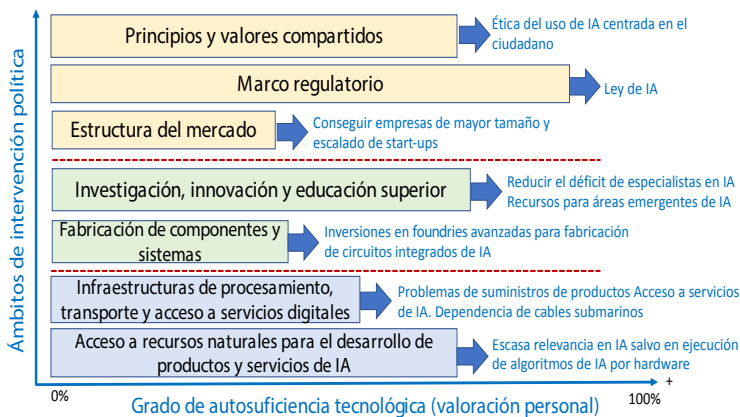 Ámbitos de intervención política
Principios y valores compartidos
Ética del uso de IA centrada en el
ciudadano
Marco regulatorio
Ley de IA
Estructura del mercado
Conseguir empresas de mayor tamaño y
escalado de start-ups
Investigación, innovación y educación superior
Reducir el déficit de especialistas en IA
Recursos para áreas emergentes de IA
Fabricación de componentes y
sistemas
Inversiones en foundries avanzadas para fabricación
de circuitos integrados de IA
Infraestructuras de procesamiento,
transporte y acceso a servicios digitales
Problemas de suministros de productos Acceso a servicios
de IA. Dependencia de cables submarinos
Acceso a recursos naturales para el desarrollo de
productos y servicios de IA
Escasa relevancia en IA salvo en ejecución
de algoritmos de IA por hardware
+
0%
100%
Grado de autosuficiencia tecnológica (valoración personal)